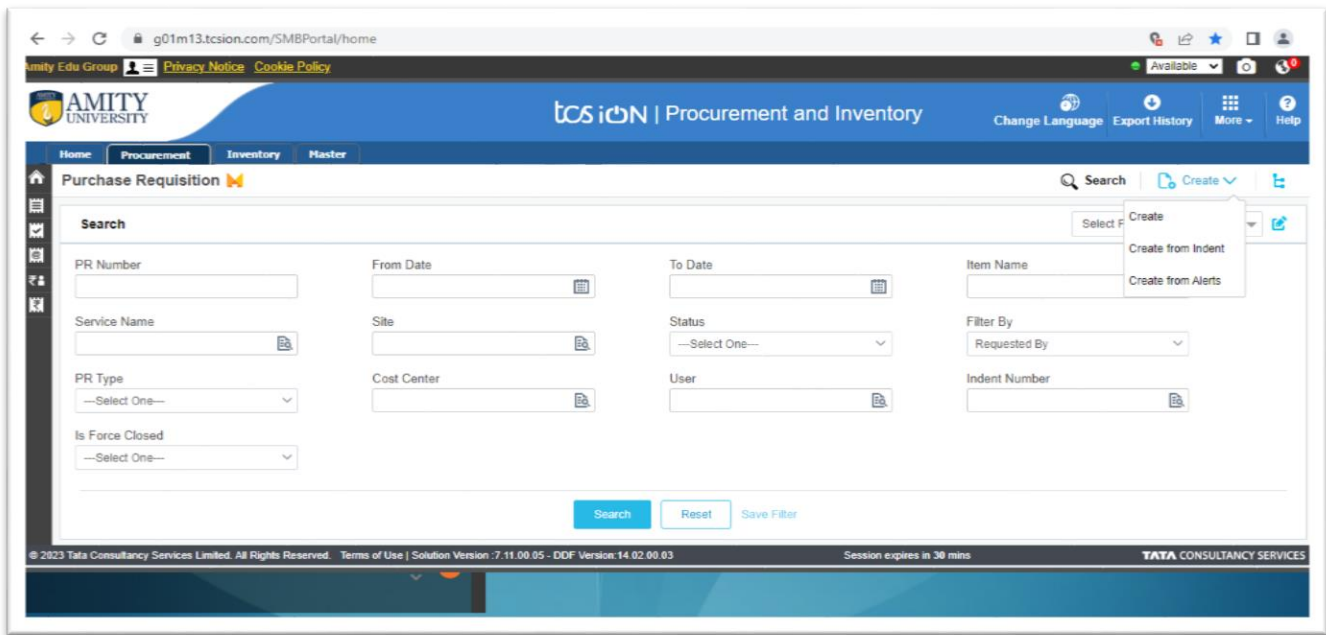 g01m13.tcsion.com/SMBPortal/home
Amity Edu Group Privacy Notice Cookie Policy Available 0
AMITY UNIVERSITY
tcs iON | Procurement and Inventory
Change Language Export History More Help
Home Procurement Inventory Master
Purchase Requisition Search Create
Search Select F
Create
Create from Indent
Create from Alerts
PR Number From Date To Date Item Name
Service Name Site Status Filter By
---Select One--- Requested By
PR Type Cost Center User Indent Number
---Select One---
Is Force Closed
---Select One---
Search Reset Save Filter
© 2023 Tata Consultancy Services Limited. All Rights Reserved. Terms of Use | Solution Version :7.11.00.05 - DDF Version:14.02.00.03 Session expires in 30 mins TATA CONSULTANCY SERVICES